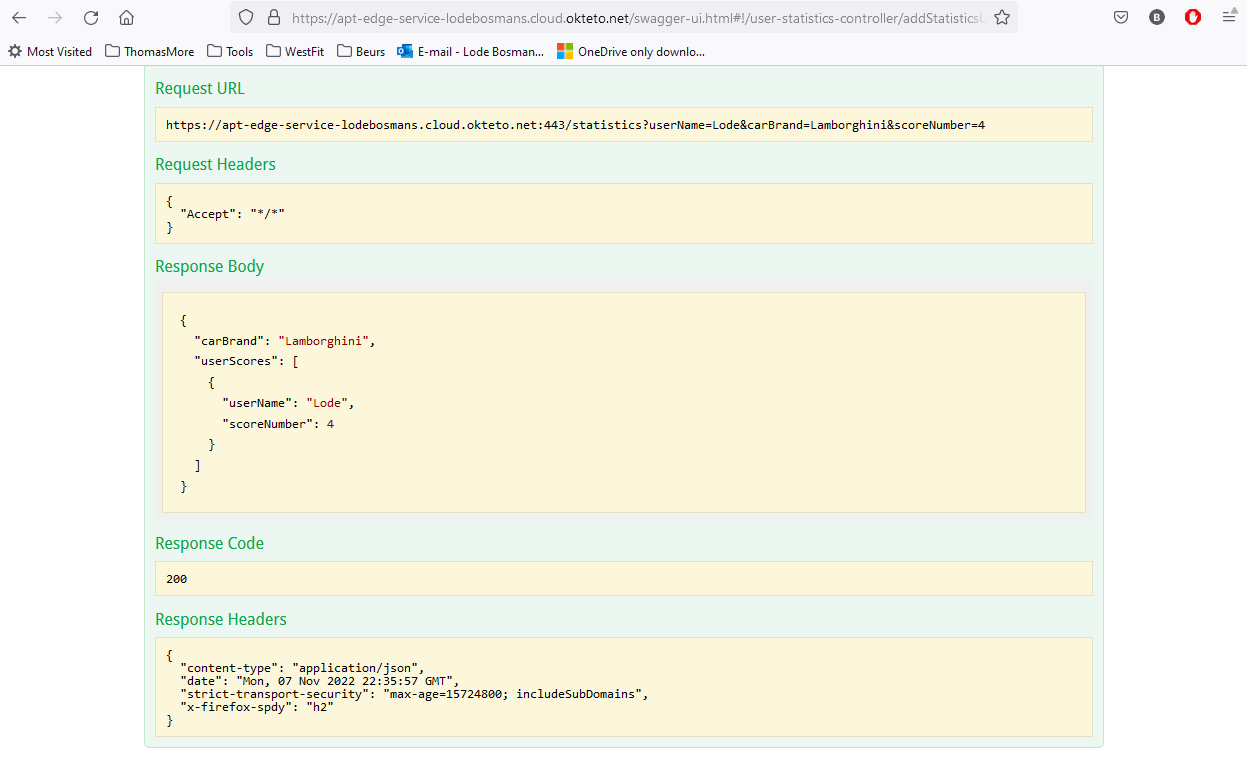 https://apt-edge-service-lodebosmans.cloud.okteto.net/swagger-ui.html#!/user-statistics-controller/addStatisticsU
B
Most Visited ThomasMore Tools WestFit Beurs E-mail - Lode Bosman... OneDrive only downlo...
Request URL
https://apt-edge-service-lodebosmans.cloud.okteto.net:443/statistics?userName=Lode&carBrand=Lamborghini&scoreNumber=4
Request Headers
{
  "Accept": "*/*"
}
Response Body
{
  "carBrand": "Lamborghini",
  "userScores": [
    {
      "userName": "Lode",
      "scoreNumber": 4
    }
  ]
}
Response Code
200
Response Headers
{
  "content-type": "application/json",
  "date": "Mon, 07 Nov 2022 22:35:57 GMT",
  "strict-transport-security": "max-age=15724800; includeSubDomains",
  "x-firefox-spdy": "h2"
}